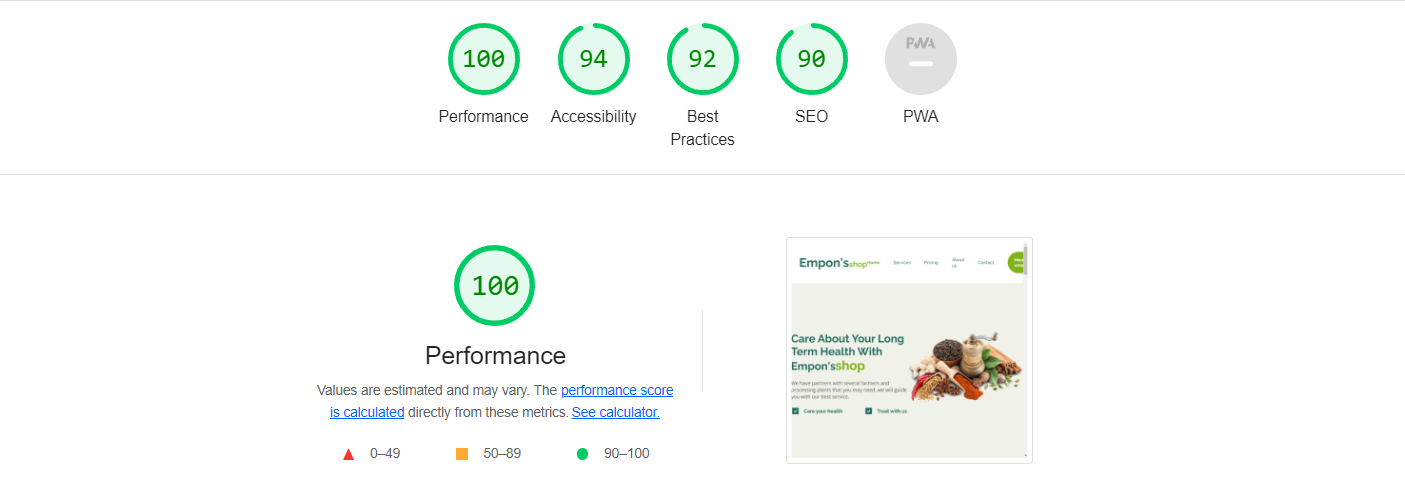 100
94
92
90
PWA
Performance
Accessibility
Best
Practices
SEO
PWA
100
Performance
Values are estimated and may vary. The performance score
is calculated directly from these metrics. See calculator.
0–49
50–89
90–100
Empon'sshop
Home
Services
Pricing
About
us
Contact
Care About Your Long
Term Health With
Empon'sshop
We have partners with several farmers and
processing plants that you may need, we will guide
you with our best service.
Care your health
Trust with us